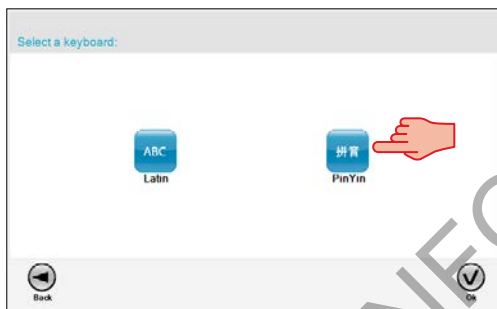 Select a keyboard:
ABC
拼音
Latin
PinYin
Back
Ok